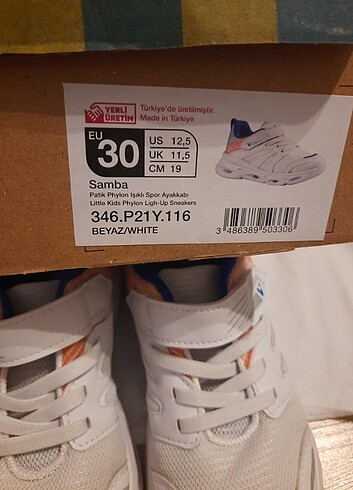 YERLİ
ÜRETİM
Türkiye'de üretilmiştir.
Made in Türkiye
EU
30
US 12,5
UK 11,5
CM 19
Samba
Patik Phylon Işıklı Spor Ayakkabı
Little Kids Phylon Ligh-Up Sneakers
346.P21Y.116
BEYAZ/WHITE
3 486389 503306